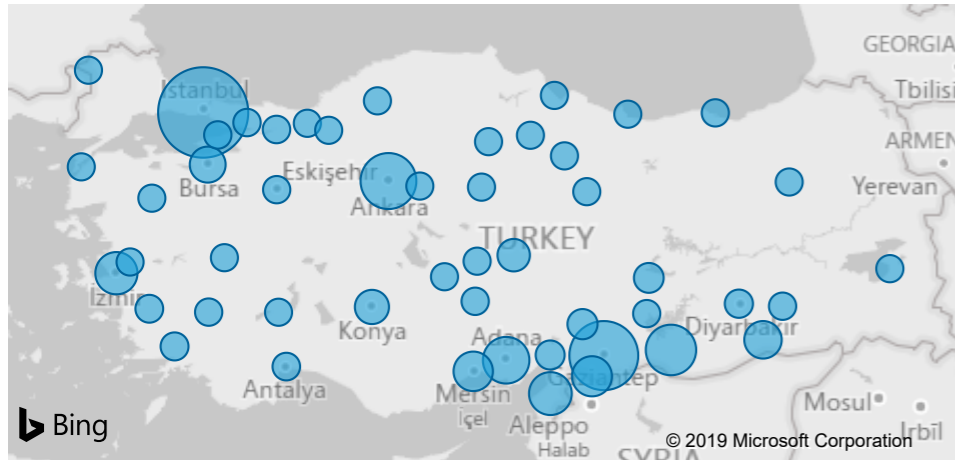 GEORGIA
Tbilisi
Istanbul
ARMEN
Yerevan
Eskişehir
Bursa
Ankara
TURKEY
İzmir
Konya
Adana
Diyarbakır
Antalya
Mersin
İçel
Gaziantep
Aleppo
Halab
Mosul
Irbīl
SYRIA
Bing
© 2019 Microsoft Corporation